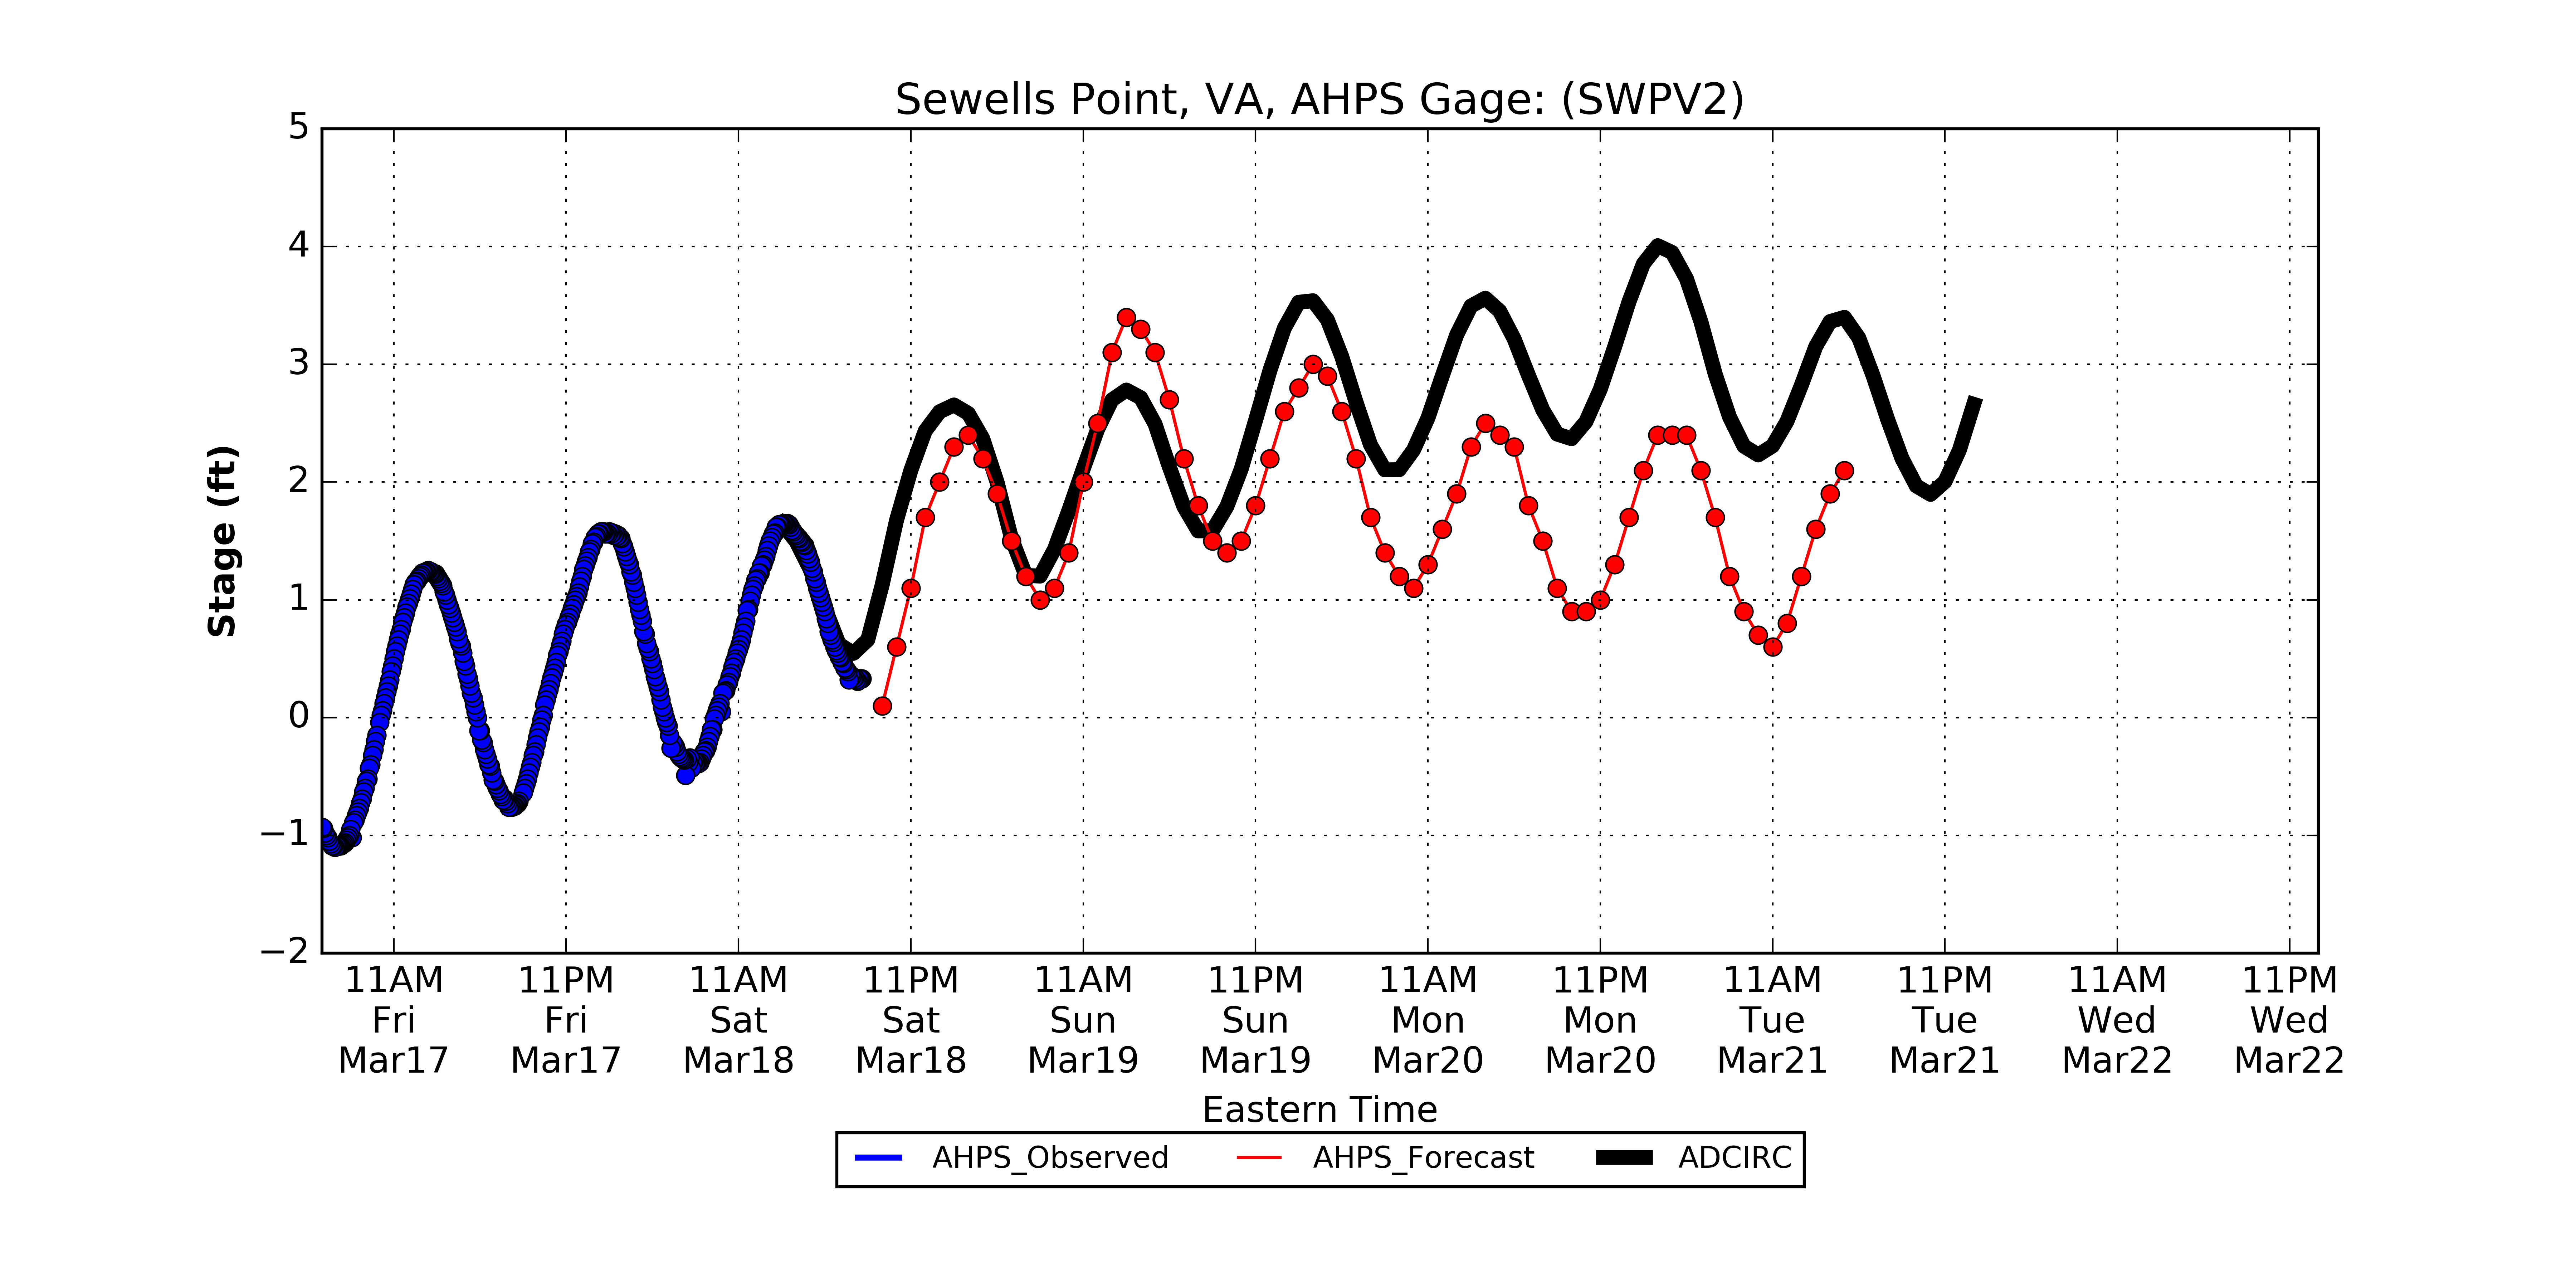 Sewells Point, VA, AHPS Gage: (SWPV2)
Stage (ft)
5
4
3
2
1
0
−1
−2
11AM 11PM 11AM 11PM 11AM 11PM 11AM 11PM 11AM 11PM 11AM 11PM
Fri Fri Sat Sat Sun Sun Mon Mon Tue Tue Wed Wed
Mar17 Mar17 Mar18 Mar18 Mar19 Mar19 Mar20 Mar20 Mar21 Mar21 Mar22 Mar22
Eastern Time
AHPS_Observed AHPS_Forecast ADCIRC